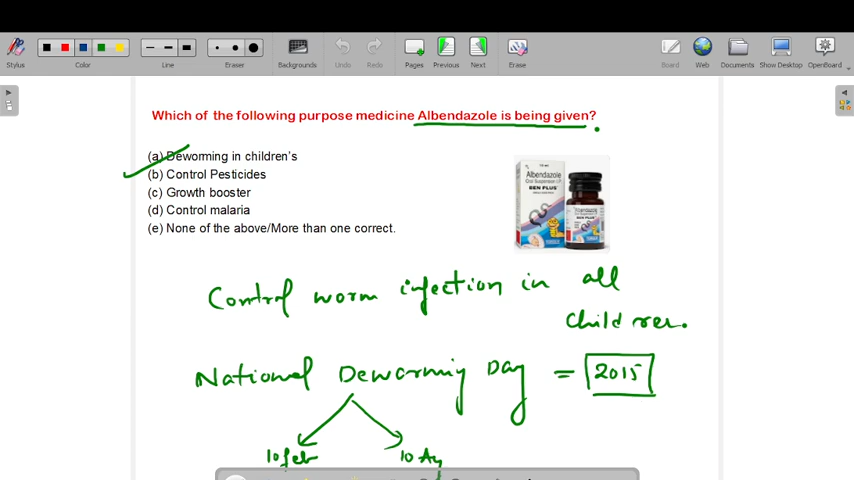 Stylus
Color
Line
Eraser
Backgrounds
Undo
Redo
Pages
Previous
Next
Erase
Board
Web
Documents
Show Desktop
OpenBoard
Which of the following purpose medicine Albendazole is being given?
(a) Deworming in children's
(b) Control Pesticides
(c) Growth booster
(d) Control malaria
(e) None of the above/More than one correct.
Albendazole
Oral Suspension I.P.
BEN PLUS
Control worm infection in all
children.
National Deworming Day = 2015
10 Feb 10 Aug